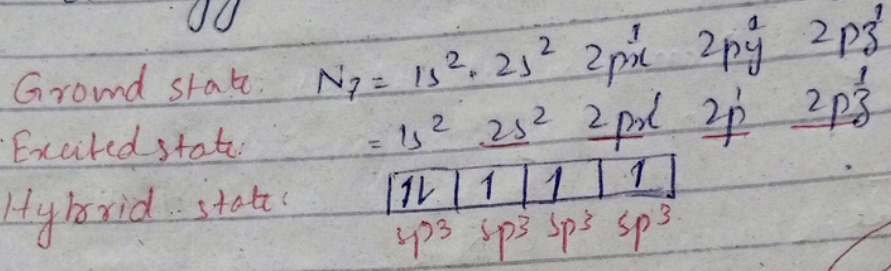 Ground state. N7 = 1s². 2s² 2px¹ 2py¹ 2pz¹
Excited state: = 1s² 2s² 2px¹ 2p¹ 2pz¹
Hybrid state: 1L 1 1 1
sp3 sp3 sp3 sp3